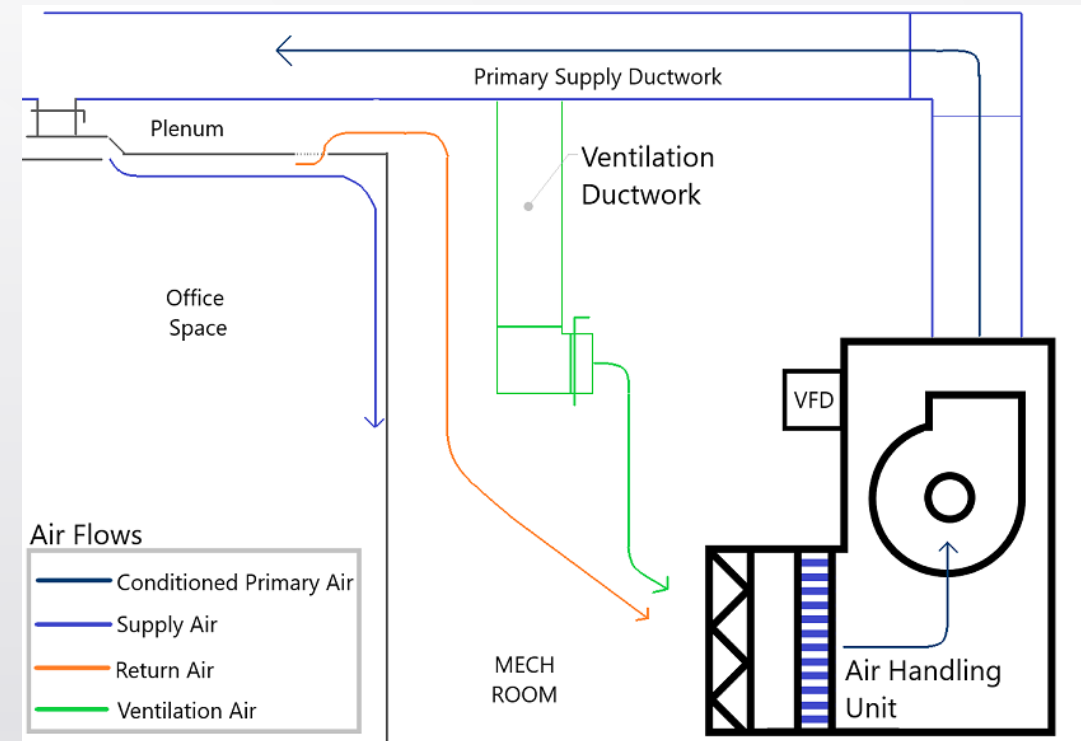 Primary Supply Ductwork
Plenum
Ventilation
Ductwork
Office
Space
VFD
Air Flows
Conditioned Primary Air
Supply Air
Return Air
Ventilation Air
MECH
ROOM
Air Handling
Unit